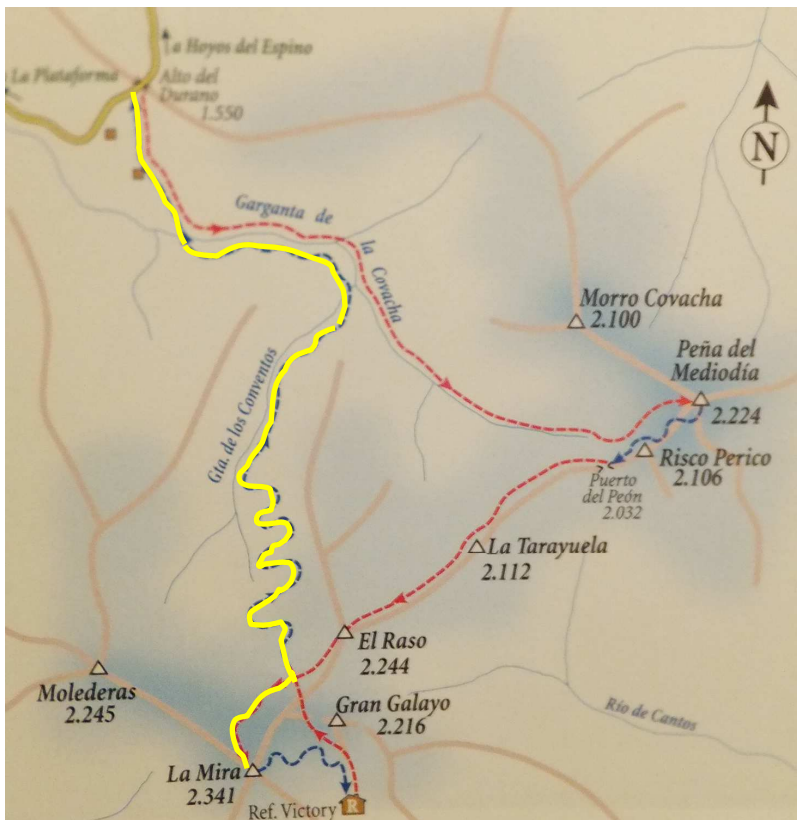 a Hoyos del Espino
a La Plataforma
Alto del
Durano
1.550
N
Garganta de
la Covacha
Morro Covacha
2.100
Peña del
Mediodía
2.224
Gta. de los Conventos
Risco Perico
2.106
Puerto
del Peón
2.032
La Tarayuela
2.112
El Raso
2.244
Molederas
2.245
Gran Galayo
2.216
Río de Cantos
La Mira
2.341
Ref. Victory
R